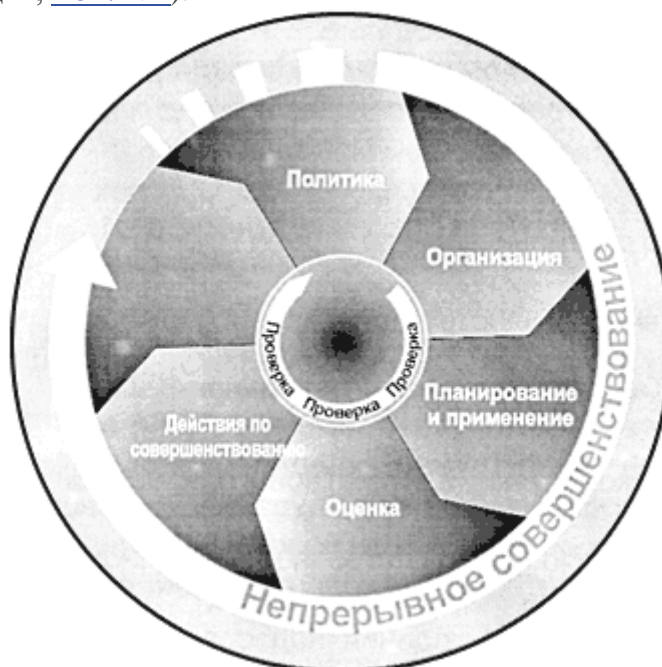 Политика
Организация
Планирование
и применение
Оценка
Действия по
совершенствованию
Проверка
Проверка
Проверка
Непрерывное совершенствование